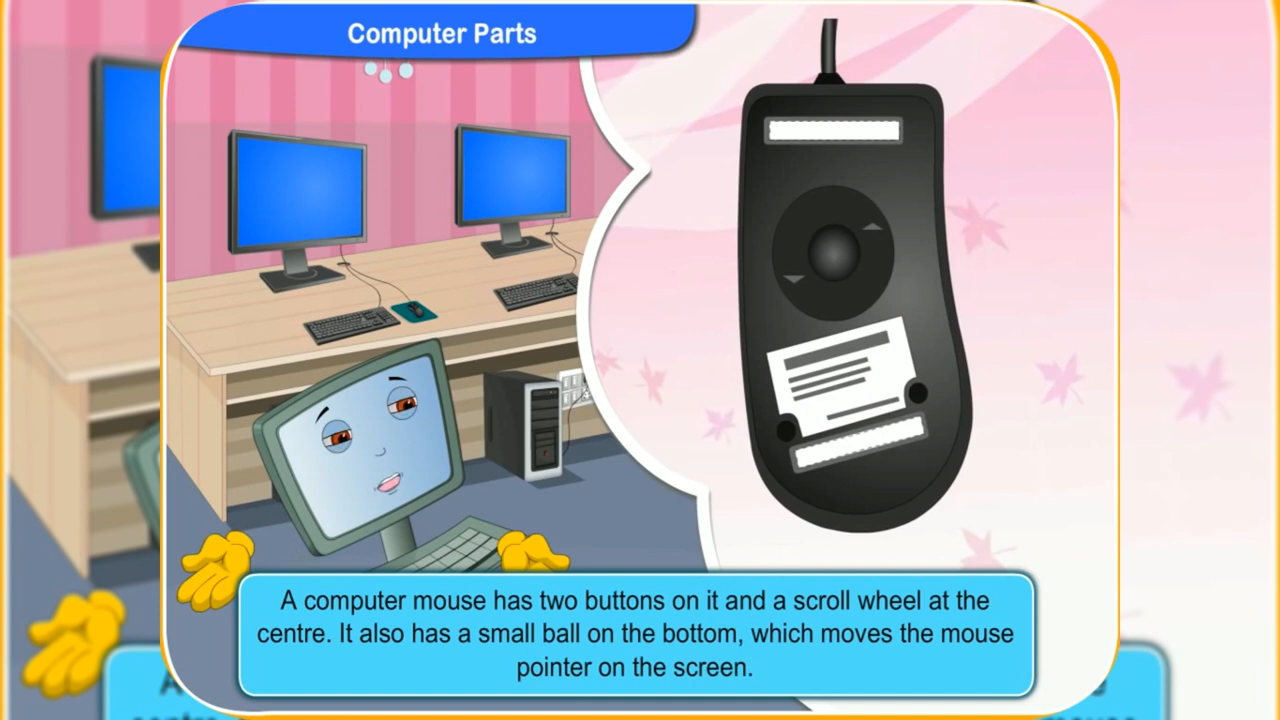 Computer Parts
A computer mouse has two buttons on it and a scroll wheel at the
centre. It also has a small ball on the bottom, which moves the mouse
pointer on the screen.